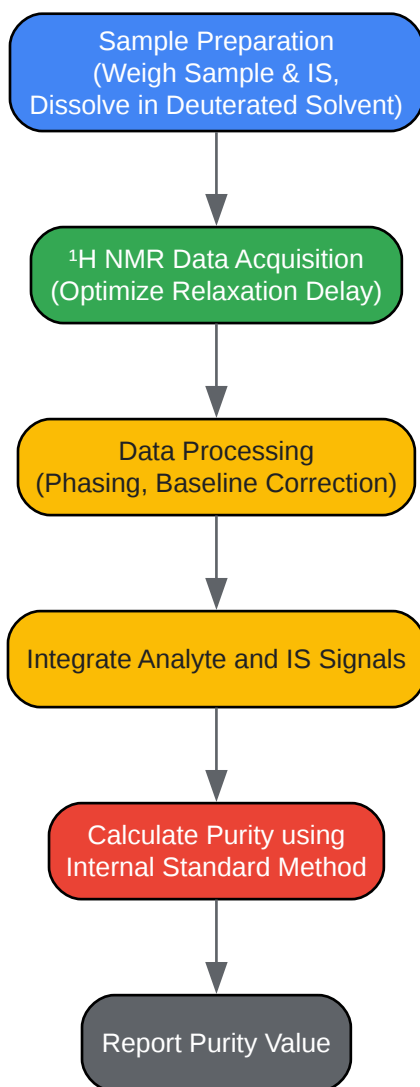 Sample Preparation
(Weigh Sample & IS,
Dissolve in Deuterated Solvent)
¹H NMR Data Acquisition
(Optimize Relaxation Delay)
Data Processing
(Phasing, Baseline Correction)
Integrate Analyte and IS Signals
Calculate Purity using
Internal Standard Method
Report Purity Value